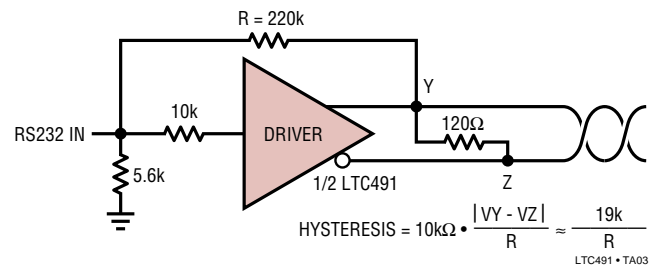 R = 220k
Y
10k
RS232 IN
DRIVER
120Ω
5.6k
1/2 LTC491
Z
HYSTERESIS = 10kΩ • |VY - VZ| / R ≈ 19k / R
LTC491 • TA03